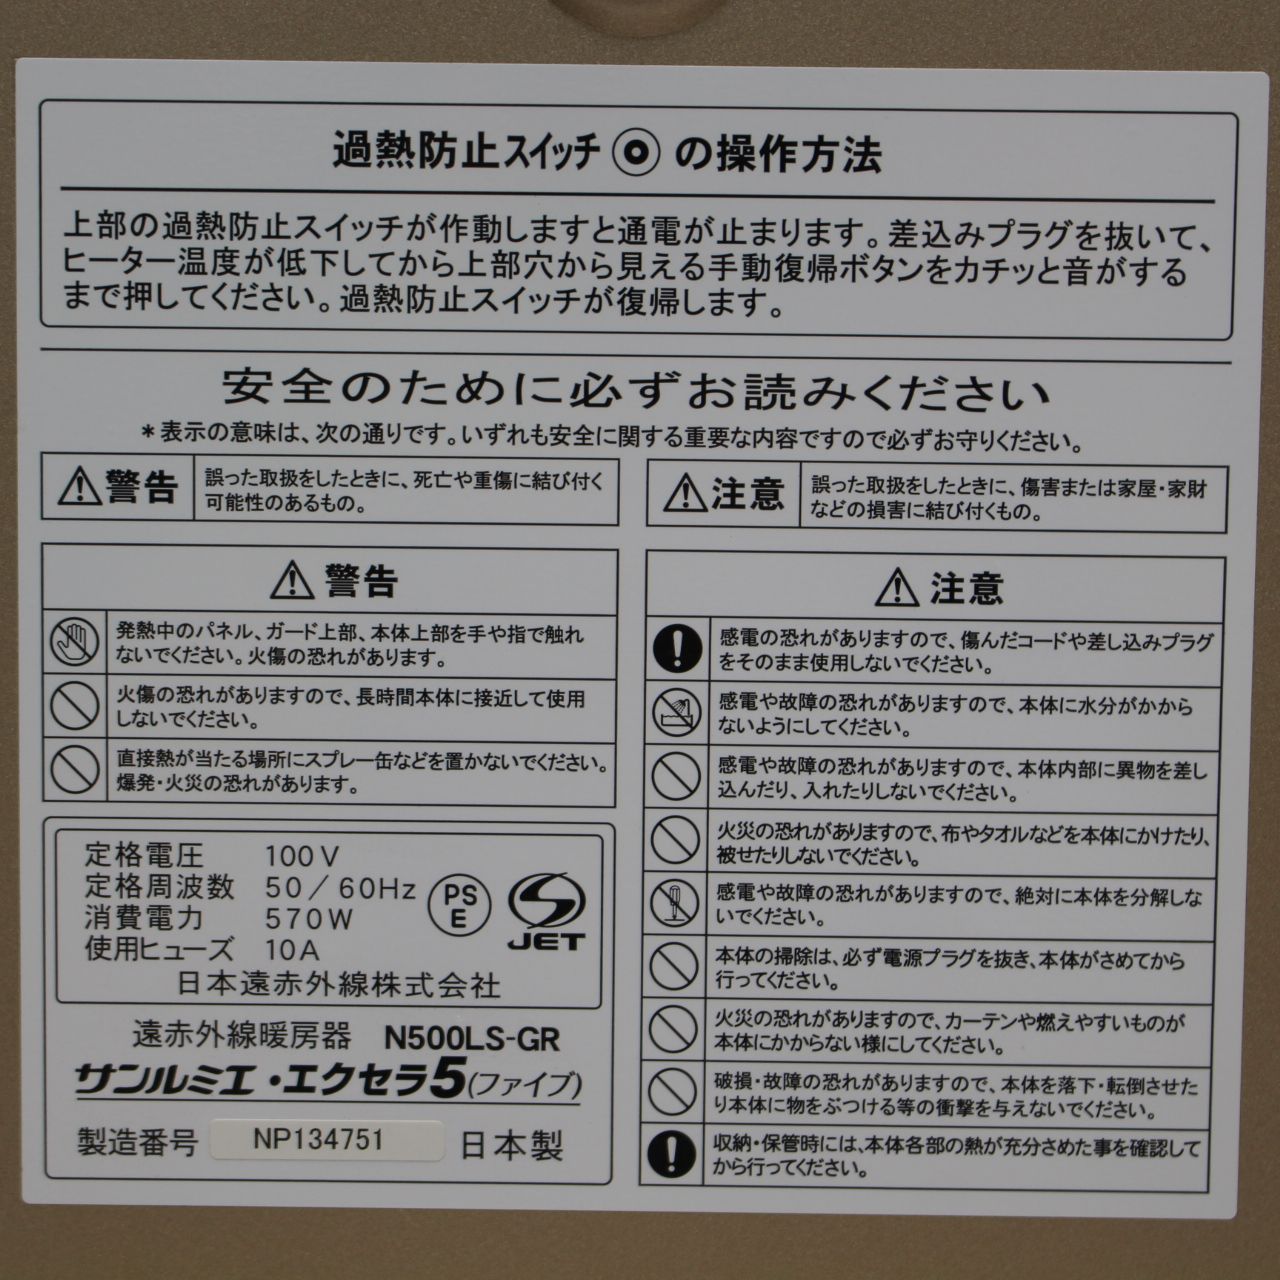 過熱防止スイッチ◎の操作方法
上部の過熱防止スイッチが作動しますと通電が止まります。差込みプラグを抜いて、
ヒーター温度が低下してから上部穴から見える手動復帰ボタンをカチッと音がする
まで押してください。過熱防止スイッチが復帰します。
安全のために必ずお読みください
*表示の意味は、次の通りです。いずれも安全に関する重要な内容ですので必ずお守りください。
警告
誤った取扱をしたときに、死亡や重傷に結び付く
可能性のあるもの。
注意
誤った取扱をしたときに、傷害または家屋・家財
などの損害に結び付くもの。
警告
発熱中のパネル、ガード上部、本体上部を手や指で触れ
ないでください。火傷の恐れがあります。
火傷の恐れがありますので、長時間本体に接近して使用
しないでください。
直接熱が当たる場所にスプレー缶などを置かないでください。
爆発・火災の恐れがあります。
定格電圧 100V
定格周波数 50/60Hz
消費電力 570W
使用ヒューズ 10A
PS
E
JET
日本遠赤外線株式会社
遠赤外線暖房器 N500LS-GR
サンルミエ・エクセラ5(ファイブ)
製造番号 NP134751 日本製
注意
感電の恐れがありますので、傷んだコードや差し込みプラグ
をそのまま使用しないでください。
感電や故障の恐れがありますので、本体に水分がかから
ないようにしてください。
感電や故障の恐れがありますので、本体内部に異物を差し
込んだり、入れたりしないでください。
火災の恐れがありますので、布やタオルなどを本体にかけたり、
被せたりしないでください。
感電や故障の恐れがありますので、絶対に本体を分解しな
いでください。
本体の掃除は、必ず電源プラグを抜き、本体がさめてから
行ってください。
火災の恐れがありますので、カーテンや燃えやすいものが
本体にかからない様にしてください。
破損・故障の恐れがありますので、本体を落下・転倒させた
り本体に物をぶつける等の衝撃を与えないでください。
収納・保管時には、本体各部の熱が充分さめた事を確認して
から行ってください。